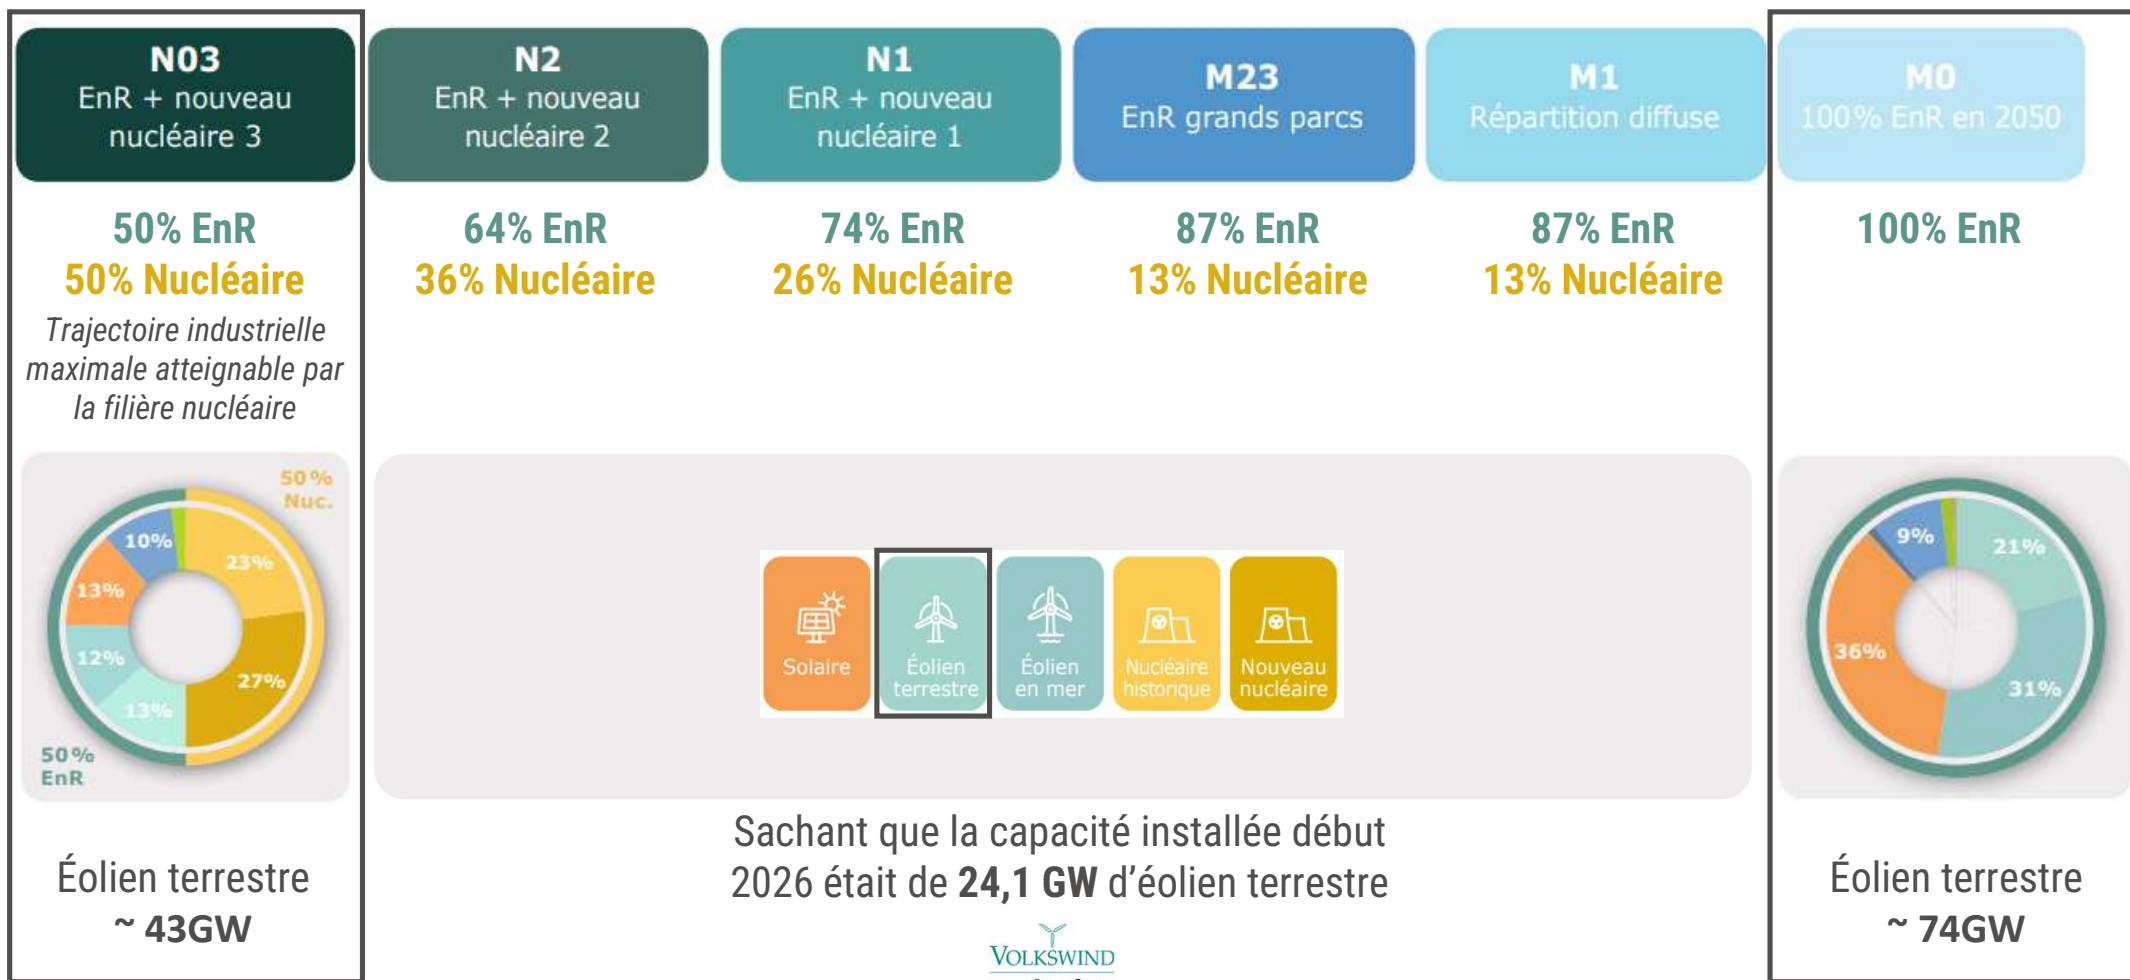 N03
EnR + nouveau
nucléaire 3
N2
EnR + nouveau
nucléaire 2
N1
EnR + nouveau
nucléaire 1
M23
EnR grands parcs
M1
Répartition diffuse
M0
100% EnR en 2050
50% EnR
50% Nucléaire
Trajectoire industrielle
maximale atteignable par
la filière nucléaire
64% EnR
36% Nucléaire
74% EnR
26% Nucléaire
87% EnR
13% Nucléaire
87% EnR
13% Nucléaire
100% EnR
50%
Nuc.
10%
23%
13%
12%
27%
13%
50%
EnR
Solaire
Éolien
terrestre
Éolien
en mer
Nucléaire
historique
Nouveau
nucléaire
9%
21%
36%
31%
Éolien terrestre
~ 43GW
Sachant que la capacité installée début
2026 était de 24,1 GW d'éolien terrestre
VOLKSWIND
Éolien terrestre
~ 74GW